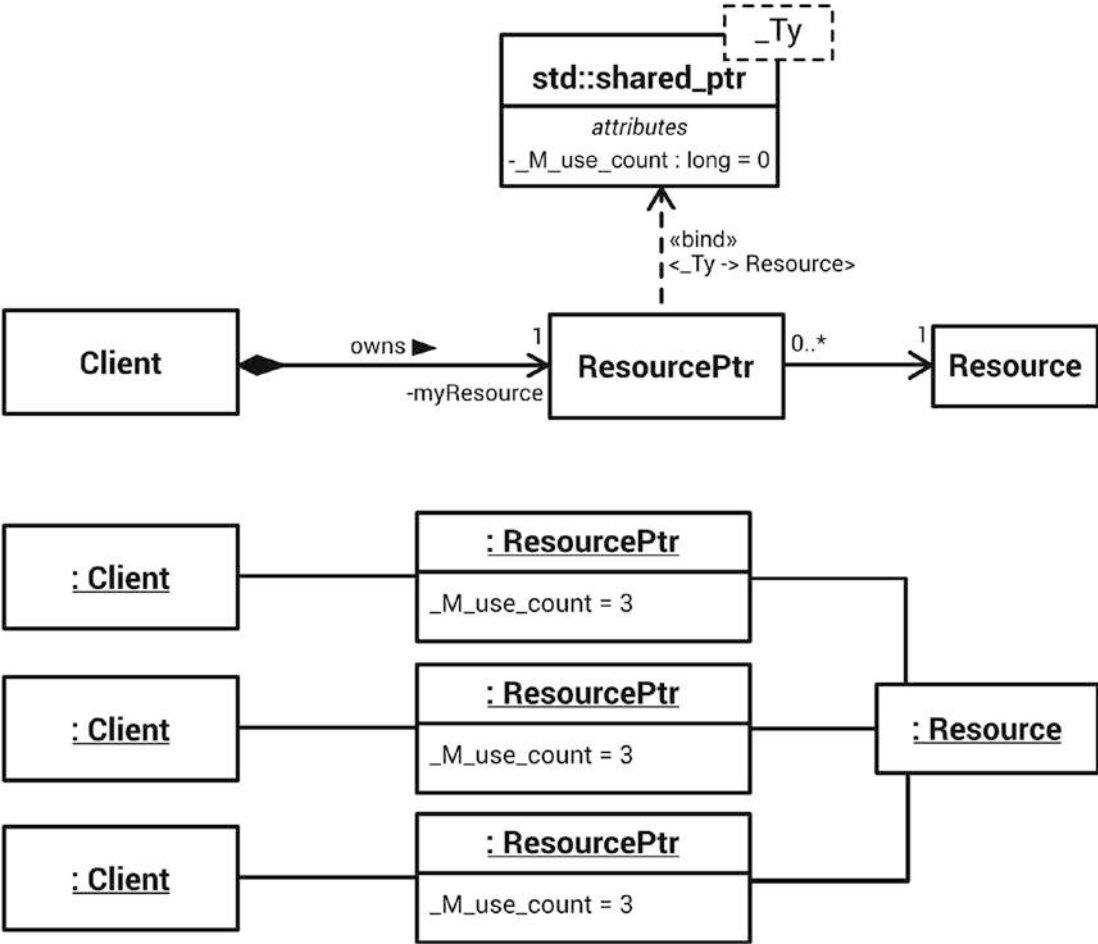 _Ty
std::shared_ptr
attributes
-_M_use_count : long = 0
«bind»
<_Ty -> Resource>
Client
owns
1
-myResource
ResourcePtr
0..*
1
Resource
: Client
: ResourcePtr
_M_use_count = 3
: Client
: ResourcePtr
_M_use_count = 3
: Resource
: Client
: ResourcePtr
_M_use_count = 3